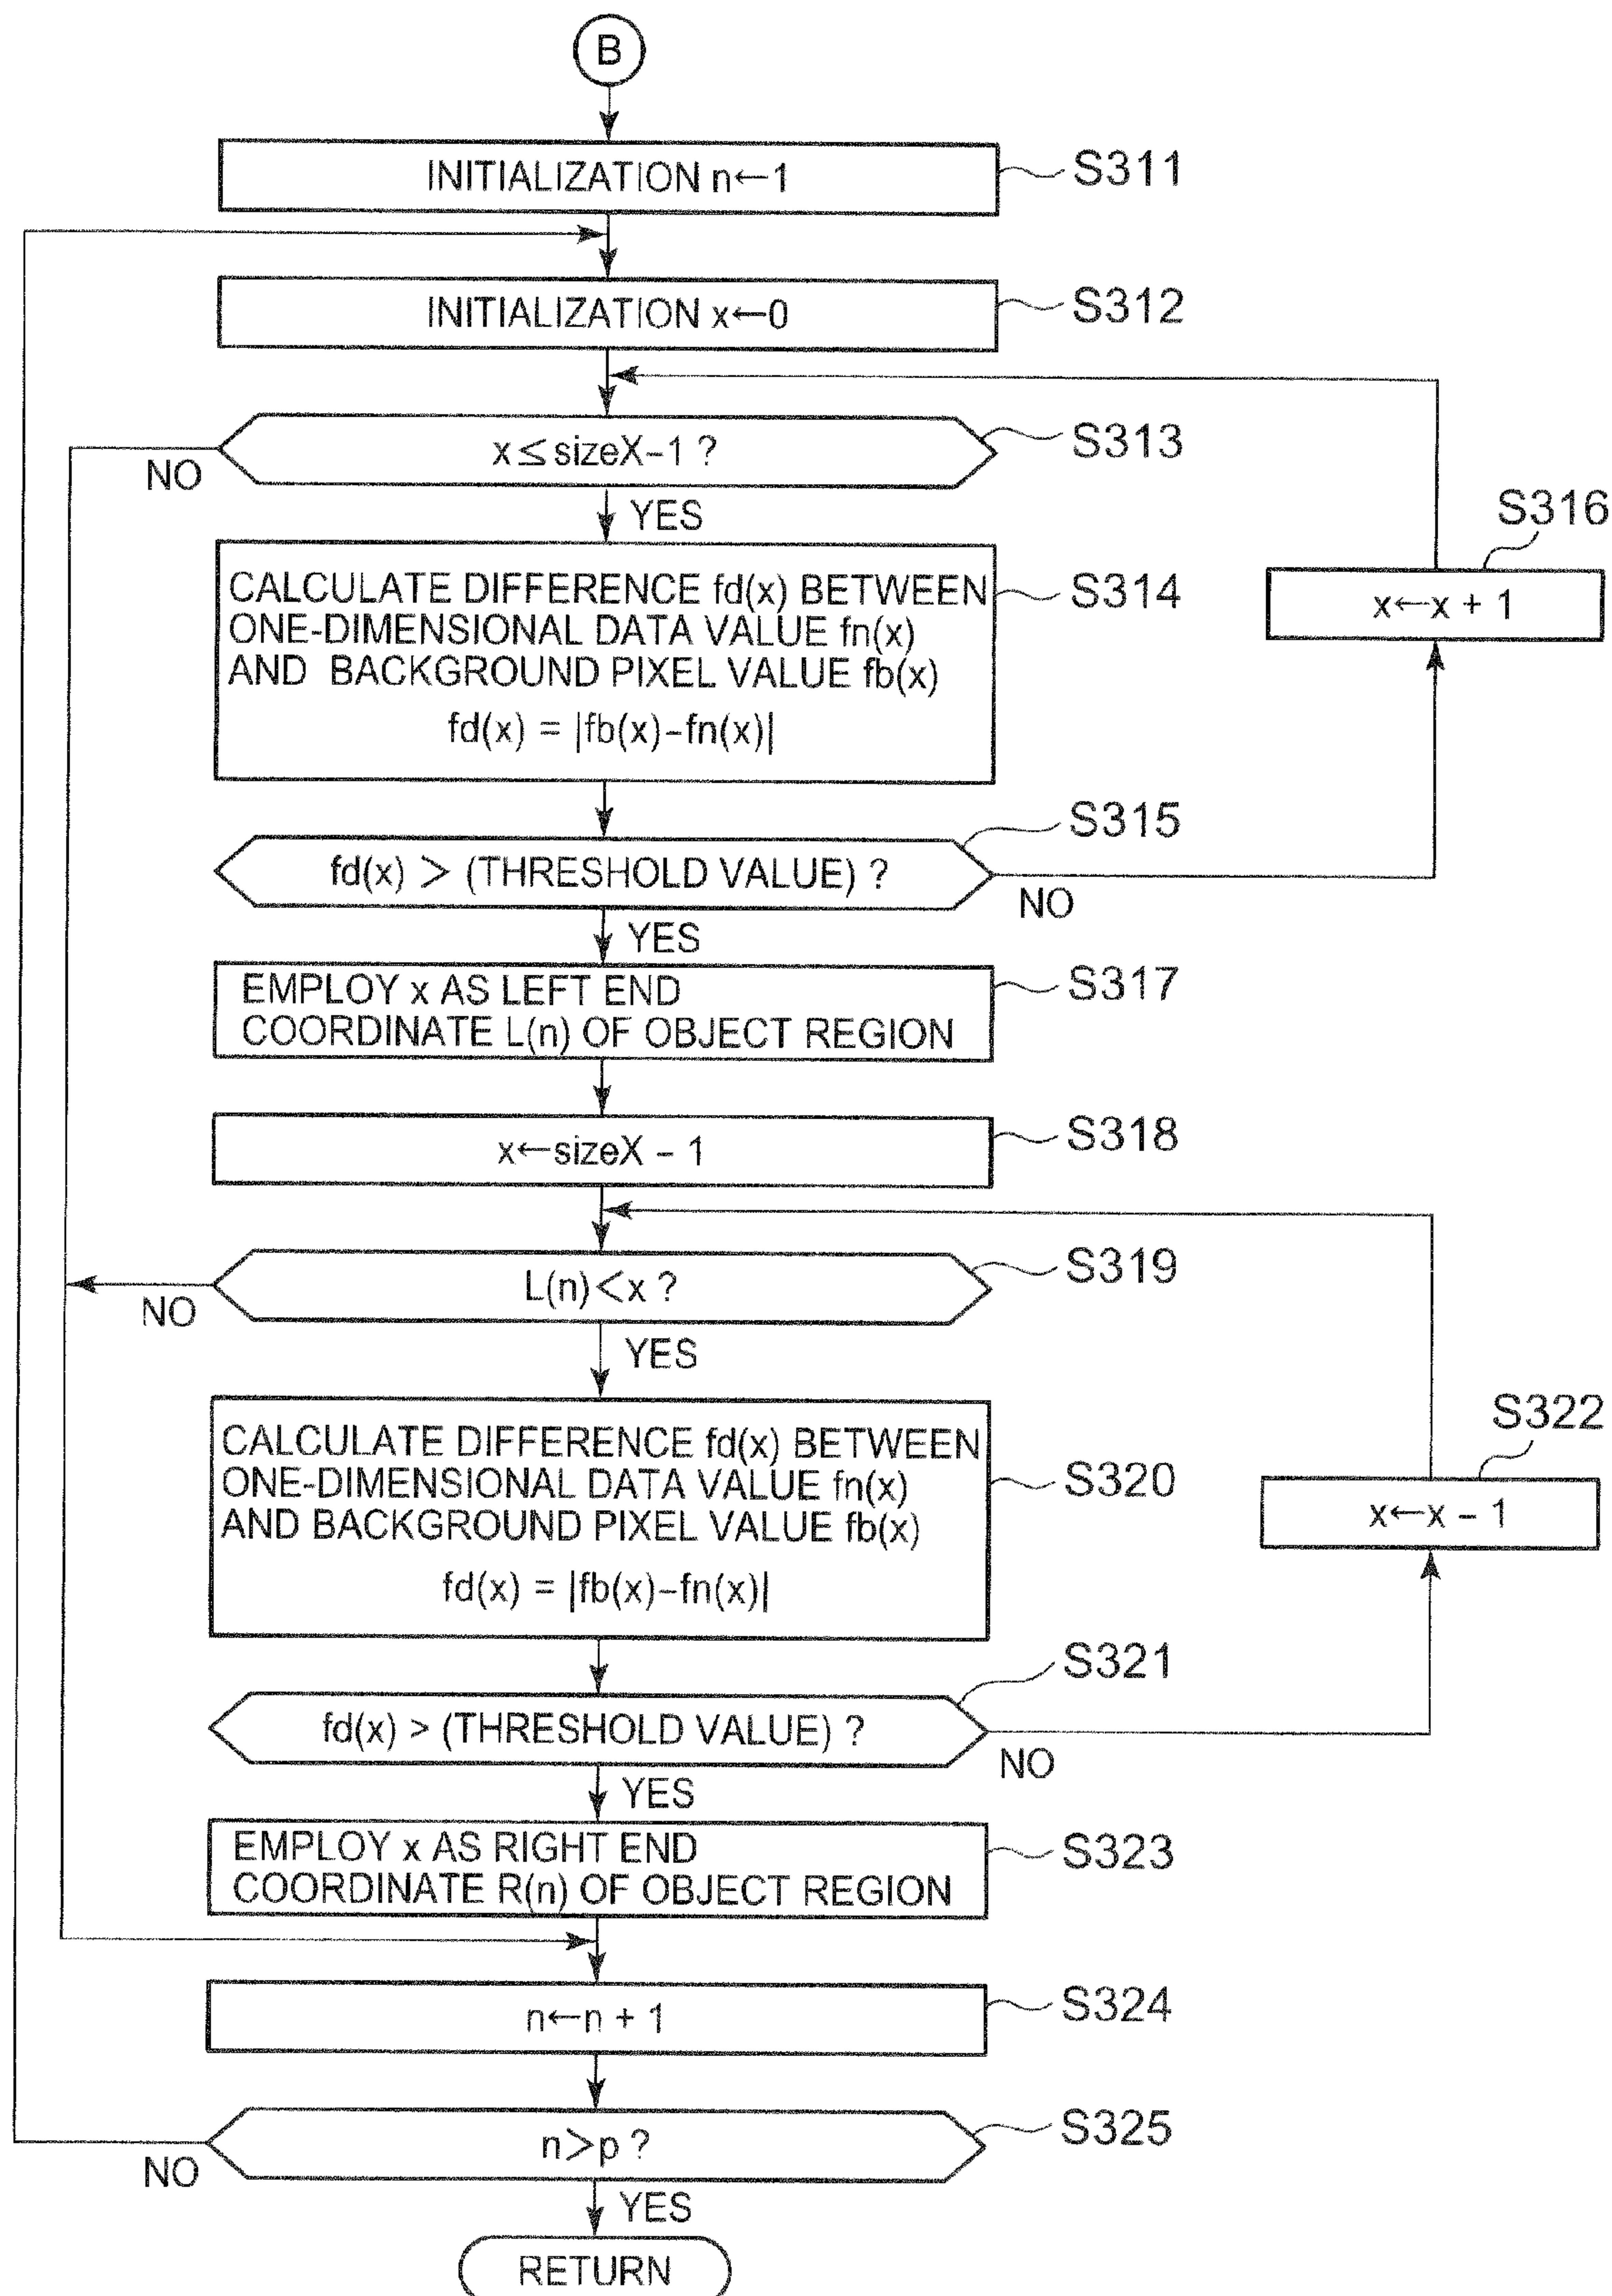 B
INITIALIZATION n←1
S311
INITIALIZATION x←0
S312
x≤sizeX−1 ?
S313
NO
YES
S316
x←x + 1
CALCULATE DIFFERENCE fd(x) BETWEEN
ONE-DIMENSIONAL DATA VALUE fn(x)
AND BACKGROUND PIXEL VALUE fb(x)
fd(x) = |fb(x)−fn(x)|
S314
fd(x) > (THRESHOLD VALUE) ?
S315
NO
YES
EMPLOY x AS LEFT END
COORDINATE L(n) OF OBJECT REGION
S317
x←sizeX − 1
S318
L(n)<x ?
S319
NO
YES
S322
x←x − 1
CALCULATE DIFFERENCE fd(x) BETWEEN
ONE-DIMENSIONAL DATA VALUE fn(x)
AND BACKGROUND PIXEL VALUE fb(x)
fd(x) = |fb(x)−fn(x)|
S320
fd(x) > (THRESHOLD VALUE) ?
S321
NO
YES
EMPLOY x AS RIGHT END
COORDINATE R(n) OF OBJECT REGION
S323
n←n + 1
S324
n>p ?
S325
NO
YES
RETURN